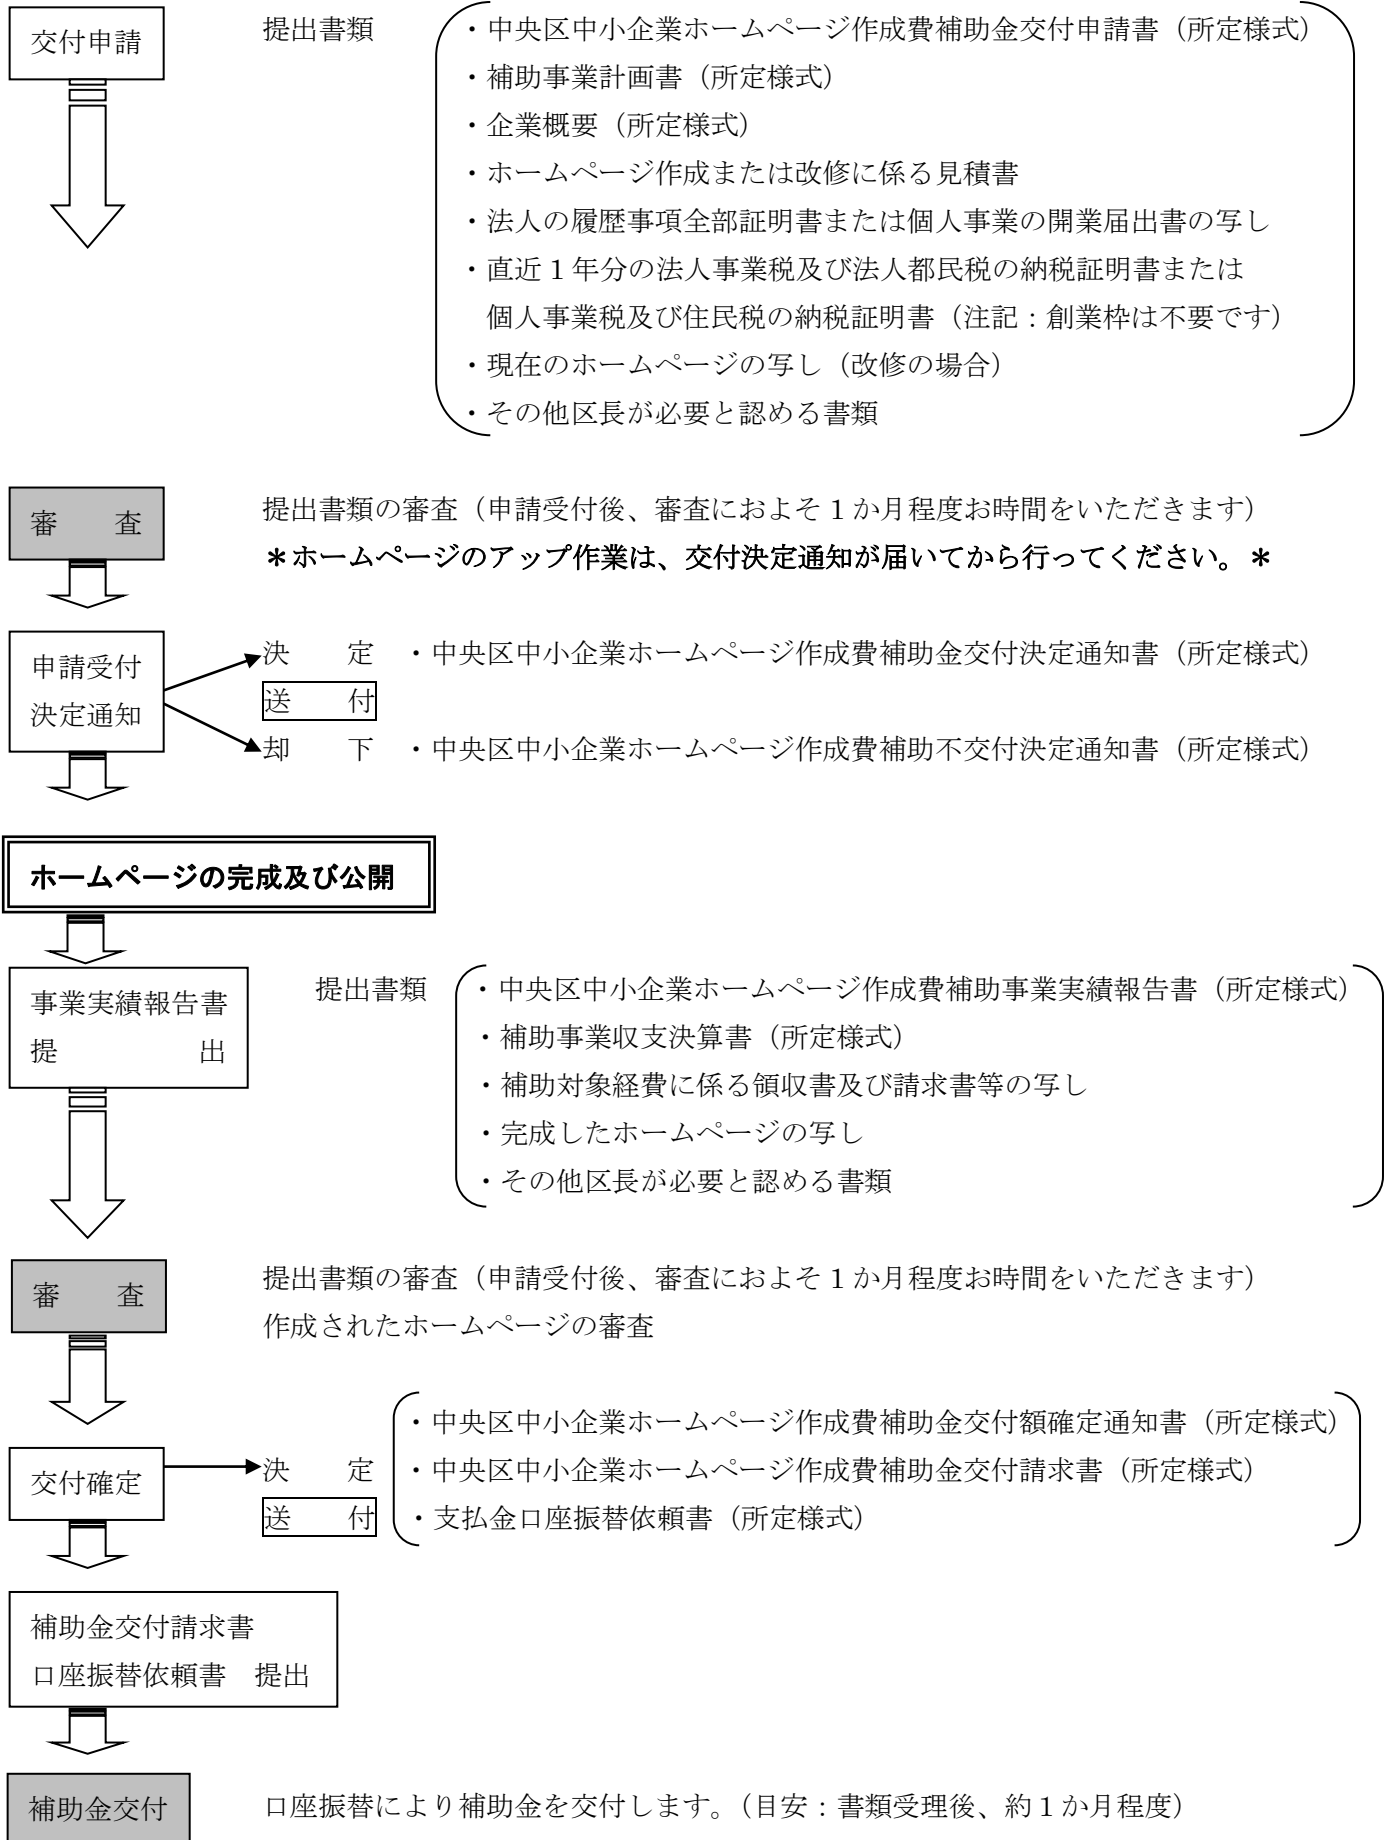 交付申請
提出書類
・中央区中小企業ホームページ作成費補助金交付申請書（所定様式）
・補助事業計画書（所定様式）
・企業概要（所定様式）
・ホームページ作成または改修に係る見積書
・法人の履歴事項全部証明書または個人事業の開業届出書の写し
・直近１年分の法人事業税及び法人都民税の納税証明書または
個人事業税及び住民税の納税証明書（注記：創業枠は不要です）
・現在のホームページの写し（改修の場合）
・その他区長が必要と認める書類
審　　査
提出書類の審査（申請受付後、審査におよそ１か月程度お時間をいただきます）
＊ホームページのアップ作業は、交付決定通知が届いてから行ってください。＊
申請受付
決定通知
決　　定　・中央区中小企業ホームページ作成費補助金交付決定通知書（所定様式）
送　　付
却　　下　・中央区中小企業ホームページ作成費補助不交付決定通知書（所定様式）
ホームページの完成及び公開
事業実績報告書
提　　　　　出
提出書類
・中央区中小企業ホームページ作成費補助事業実績報告書（所定様式）
・補助事業収支決算書（所定様式）
・補助対象経費に係る領収書及び請求書等の写し
・完成したホームページの写し
・その他区長が必要と認める書類
審　　査
提出書類の審査（申請受付後、審査におよそ１か月程度お時間をいただきます）
作成されたホームページの審査
交付確定
決　　定
送　　付
・中央区中小企業ホームページ作成費補助金交付額確定通知書（所定様式）
・中央区中小企業ホームページ作成費補助金交付請求書（所定様式）
・支払金口座振替依頼書（所定様式）
補助金交付請求書
口座振替依頼書　提出
補助金交付
口座振替により補助金を交付します。（目安：書類受理後、約１か月程度）